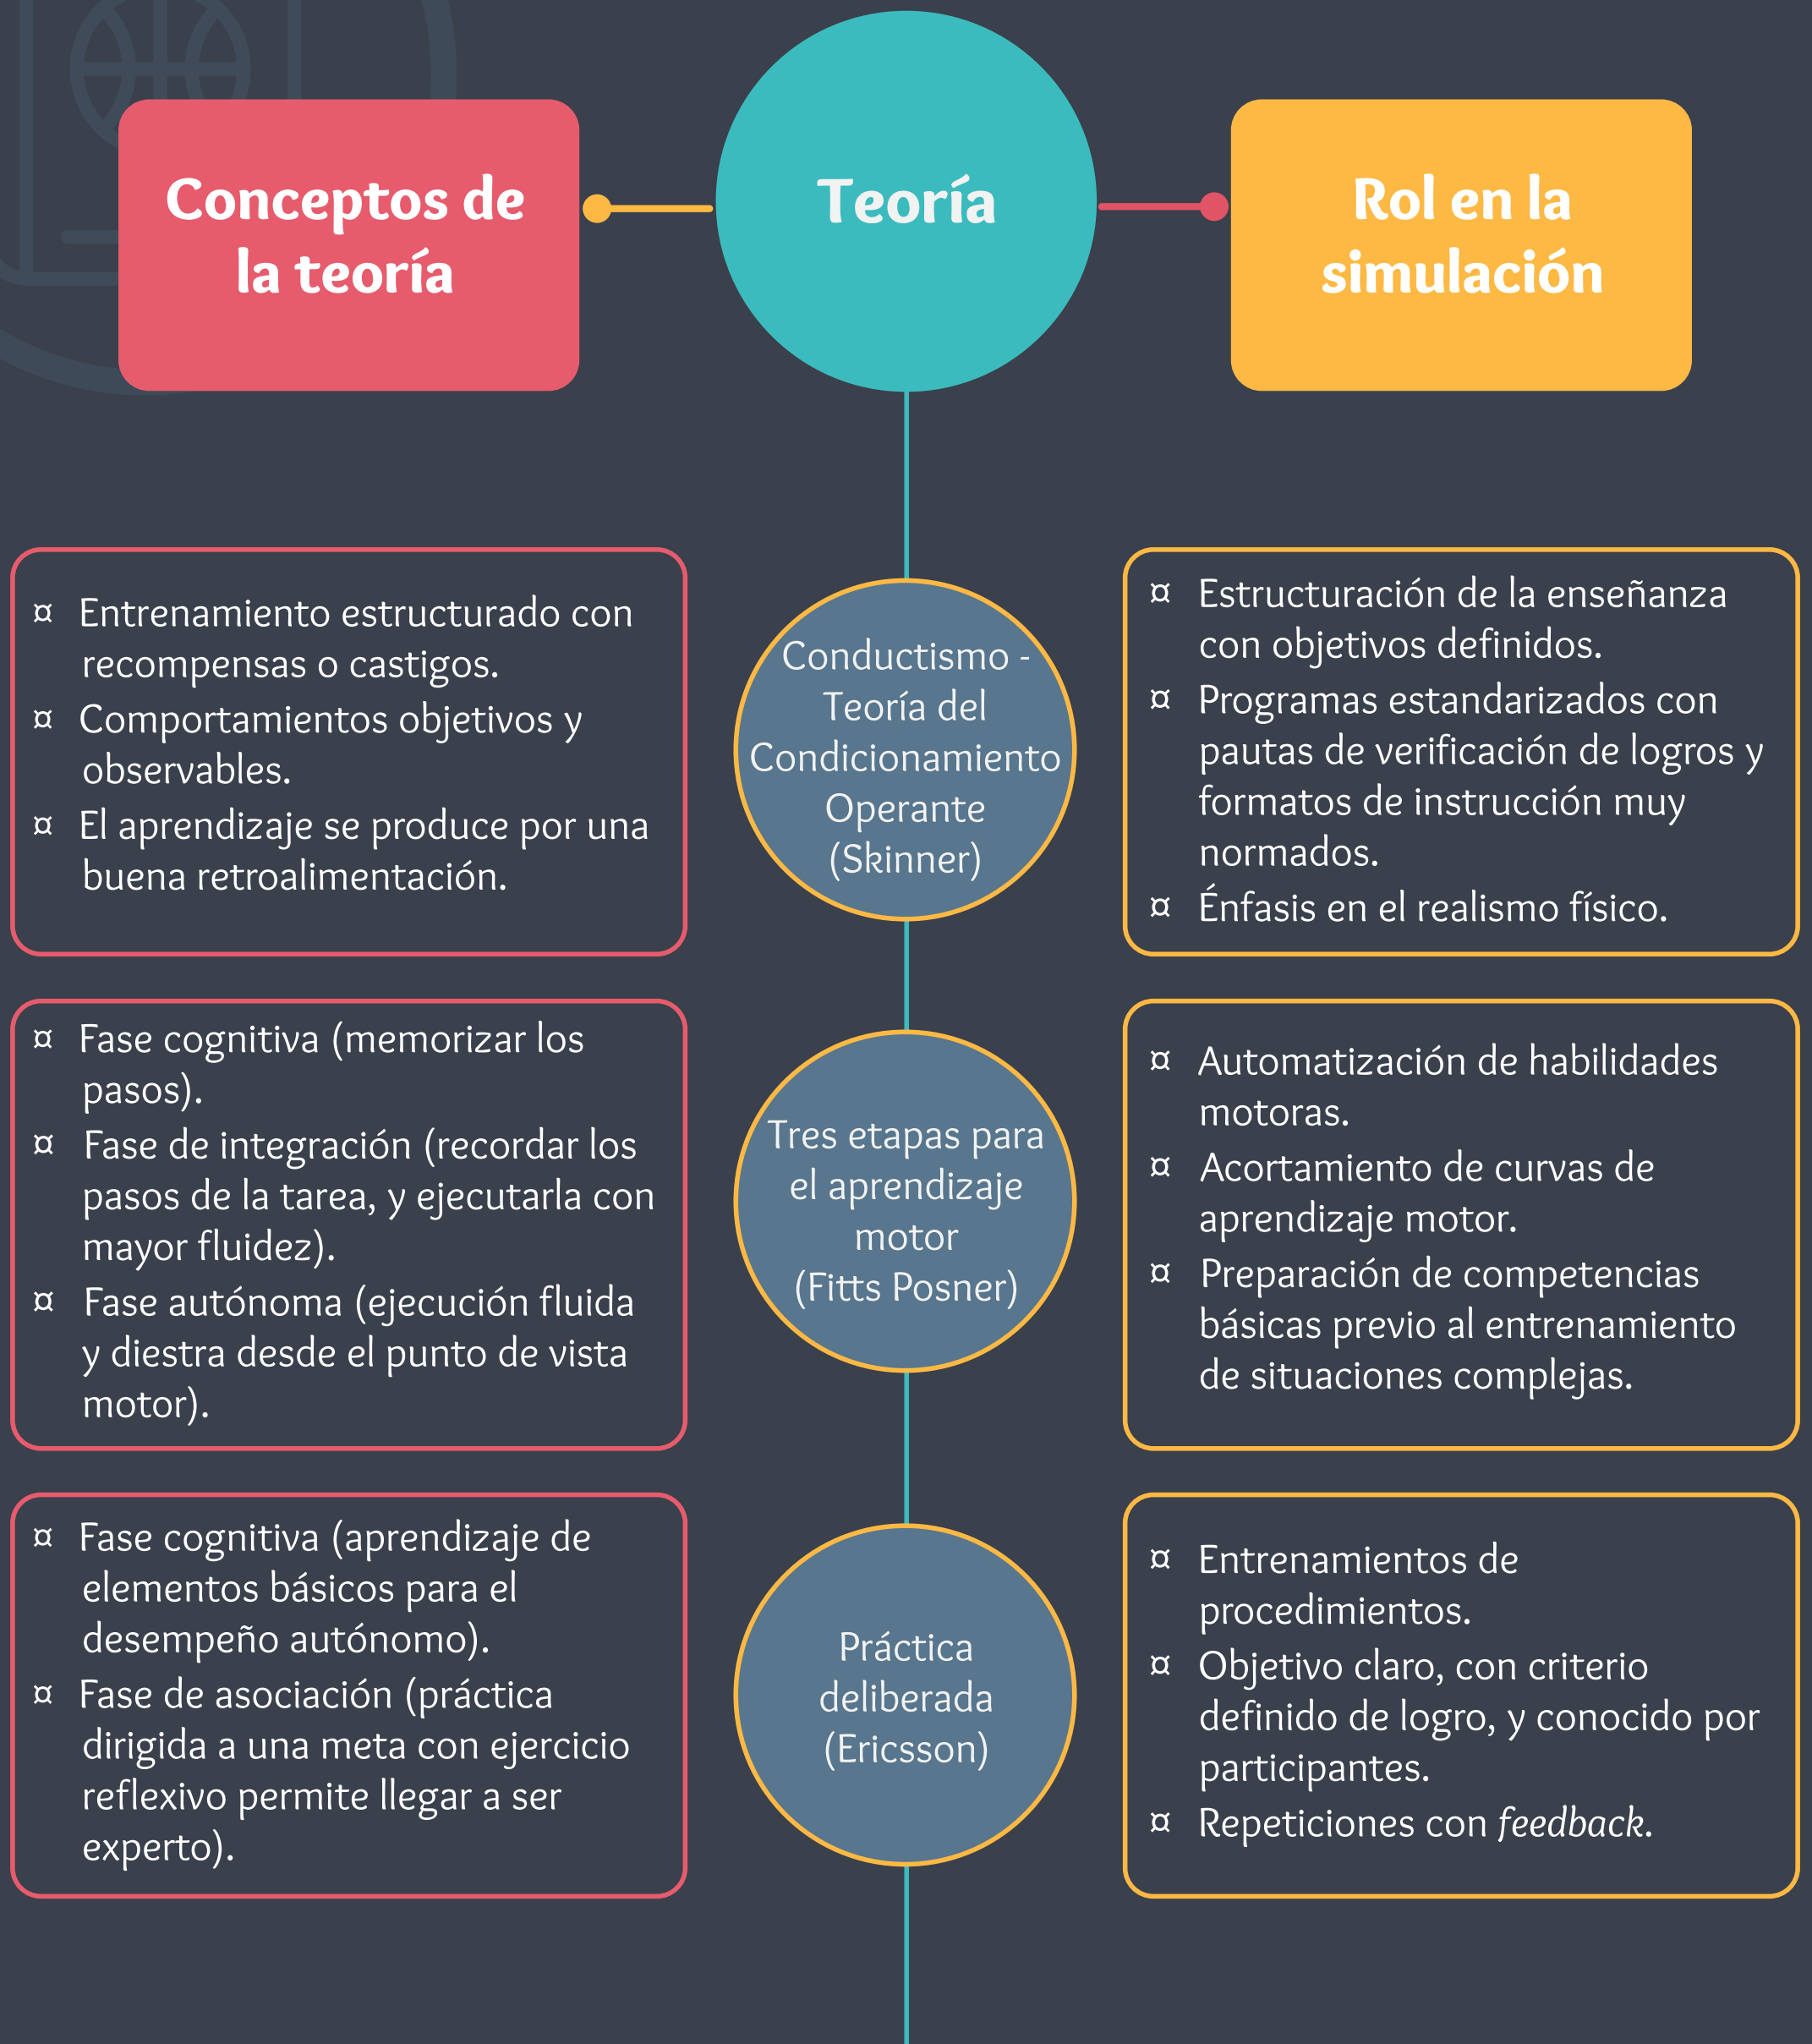 Conceptos de
la teoría
Teoría
Rol en la
simulación
¤ Entrenamiento estructurado con
recompensas o castigos.
¤ Comportamientos objetivos y
observables.
¤ El aprendizaje se produce por una
buena retroalimentación.
Conductismo -
Teoría del
Condicionamiento
Operante
(Skinner)
¤ Estructuración de la enseñanza
con objetivos definidos.
¤ Programas estandarizados con
pautas de verificación de logros y
formatos de instrucción muy
normados.
¤ Énfasis en el realismo físico.
¤ Fase cognitiva (memorizar los
pasos).
¤ Fase de integración (recordar los
pasos de la tarea, y ejecutarla con
mayor fluidez).
¤ Fase autónoma (ejecución fluida
y diestra desde el punto de vista
motor).
Tres etapas para
el aprendizaje
motor
(Fitts Posner)
¤ Automatización de habilidades
motoras.
¤ Acortamiento de curvas de
aprendizaje motor.
¤ Preparación de competencias
básicas previo al entrenamiento
de situaciones complejas.
¤ Fase cognitiva (aprendizaje de
elementos básicos para el
desempeño autónomo).
¤ Fase de asociación (práctica
dirigida a una meta con ejercicio
reflexivo permite llegar a ser
experto).
Práctica
deliberada
(Ericsson)
¤ Entrenamientos de
procedimientos.
¤ Objetivo claro, con criterio
definido de logro, y conocido por
participantes.
¤ Repeticiones con feedback.